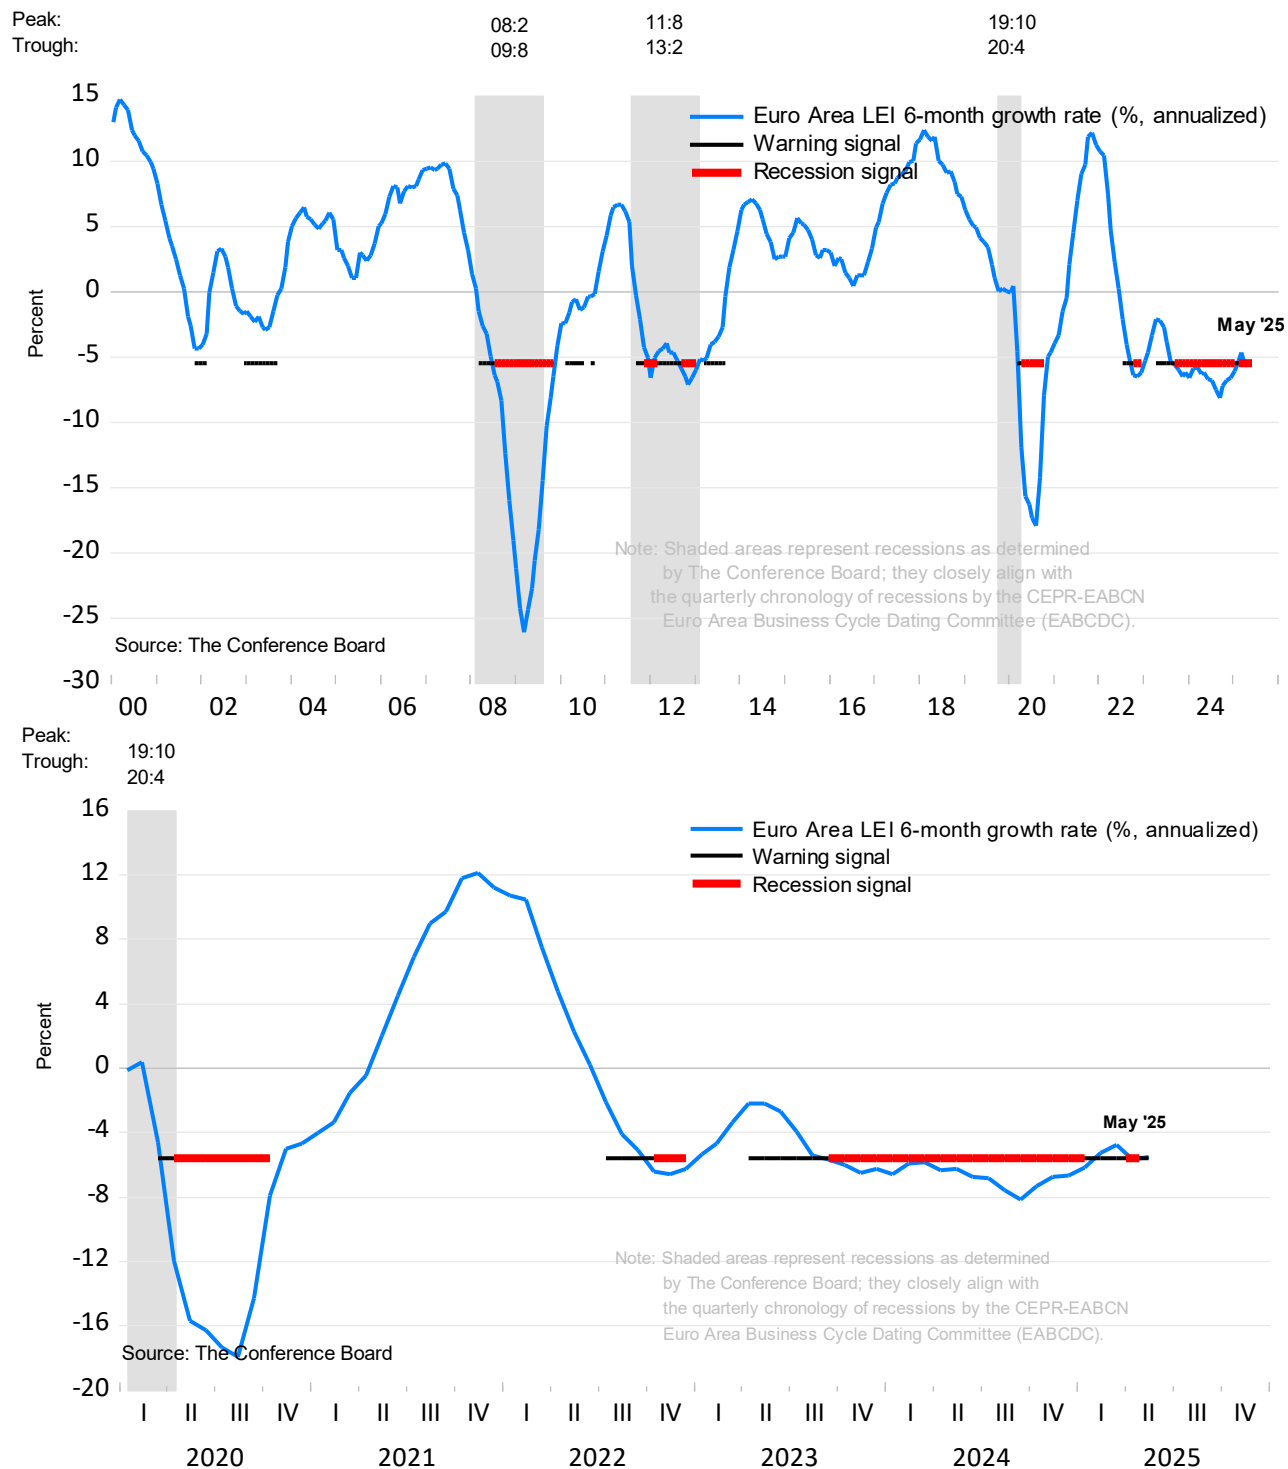 Peak: 08:2 11:8 19:10
Trough: 09:8 13:2 20:4
15
Euro Area LEI 6-month growth rate (%, annualized)
Warning signal
Recession signal
10
5
0
-5
-10
-15
-20
-25
-30
Percent
May '25
Note: Shaded areas represent recessions as determined
by The Conference Board; they closely align with
the quarterly chronology of recessions by the CEPR-EABCN
Euro Area Business Cycle Dating Committee (EABCDC).
Source: The Conference Board
00 02 04 06 08 10 12 14 16 18 20 22 24
Peak: 19:10
Trough: 20:4
16
Euro Area LEI 6-month growth rate (%, annualized)
Warning signal
Recession signal
12
8
4
0
-4
-8
-12
-16
-20
Percent
May '25
Note: Shaded areas represent recessions as determined
by The Conference Board; they closely align with
the quarterly chronology of recessions by the CEPR-EABCN
Euro Area Business Cycle Dating Committee (EABCDC).
Source: The Conference Board
I II III IV I II III IV I II III IV I II III IV I II III IV I II III IV
2020 2021 2022 2023 2024 2025